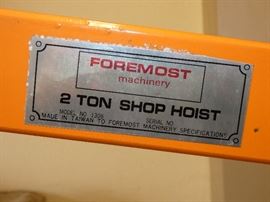 FOREMOST
machinery
2 TON SHOP HOIST
MODEL NO. SERIAL NO.
MADE IN TAIWAN TO FOREMOST MACHINERY SPECIFICATIONS